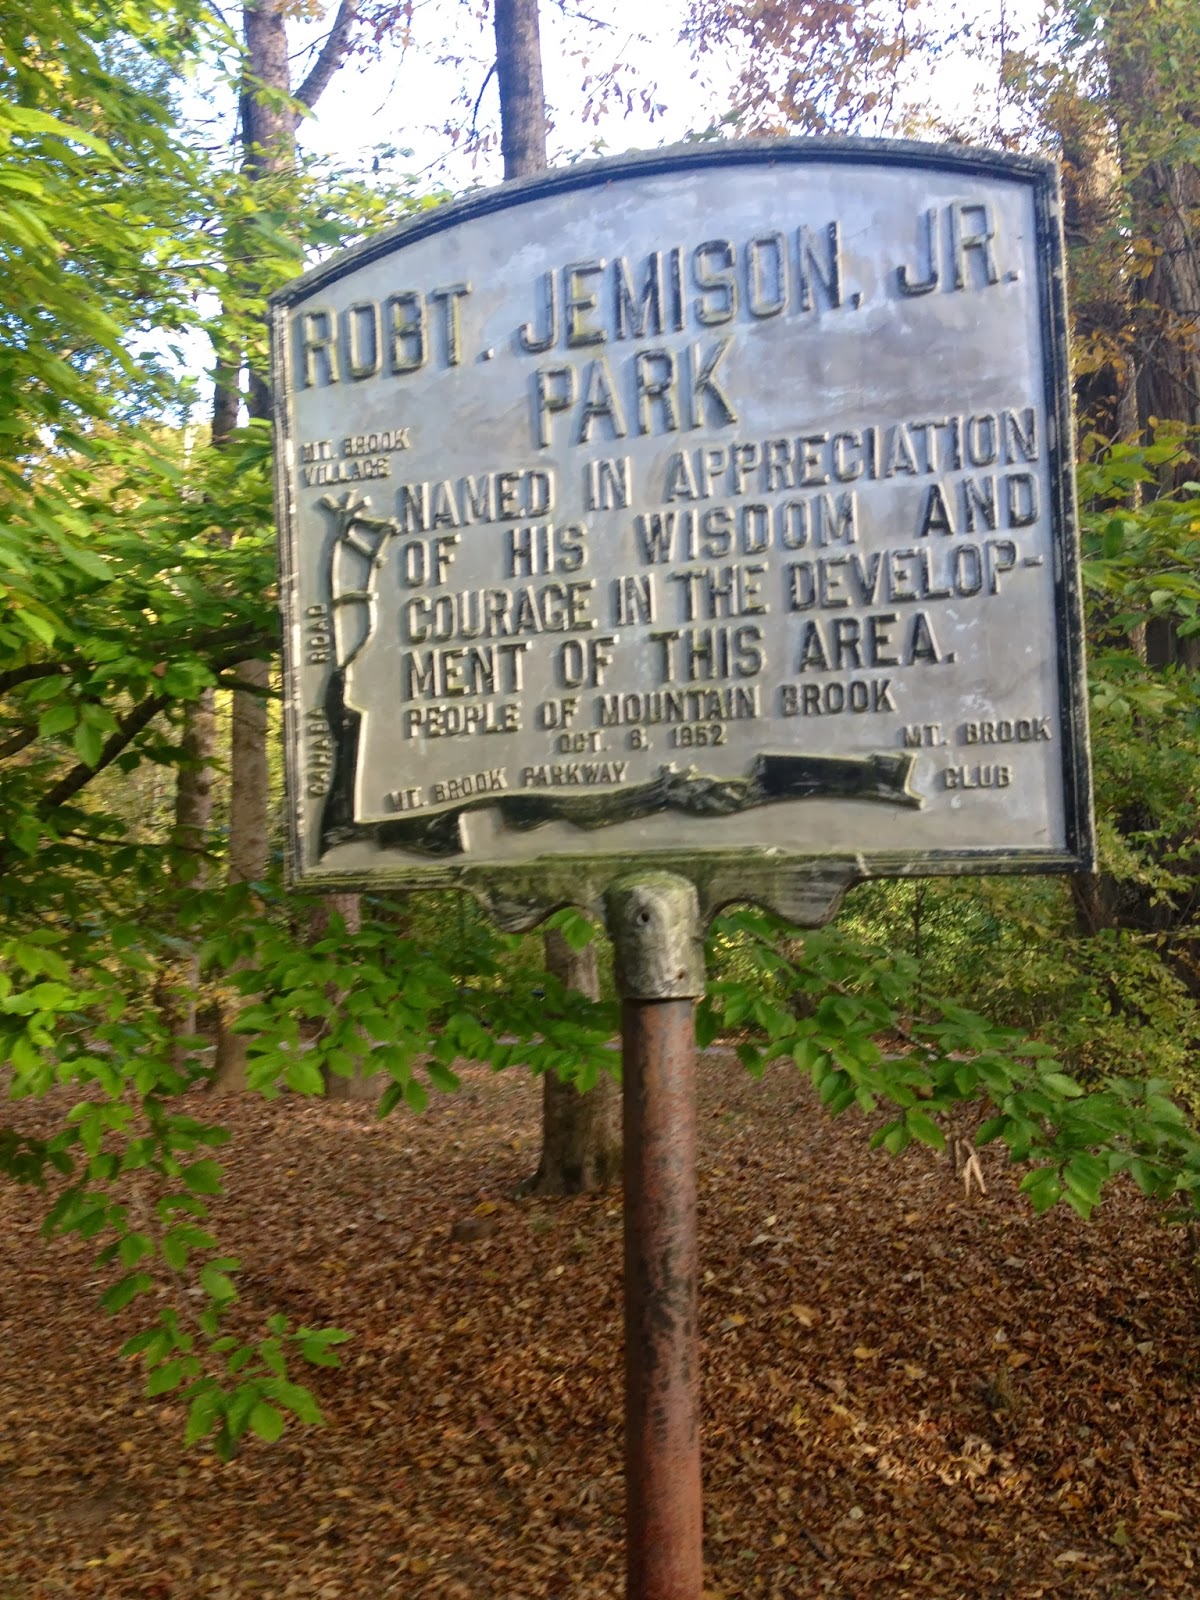 ROBT. JEMISON, JR.
PARK
MT. BROOK
VILLAGE
NAMED IN APPRECIATION
OF HIS WISDOM AND
COURAGE IN THE DEVELOP-
MENT OF THIS AREA.
PEOPLE OF MOUNTAIN BROOK
OCT. 6, 1952
CAHABA ROAD
MT. BROOK PARKWAY
MT. BROOK
CLUB